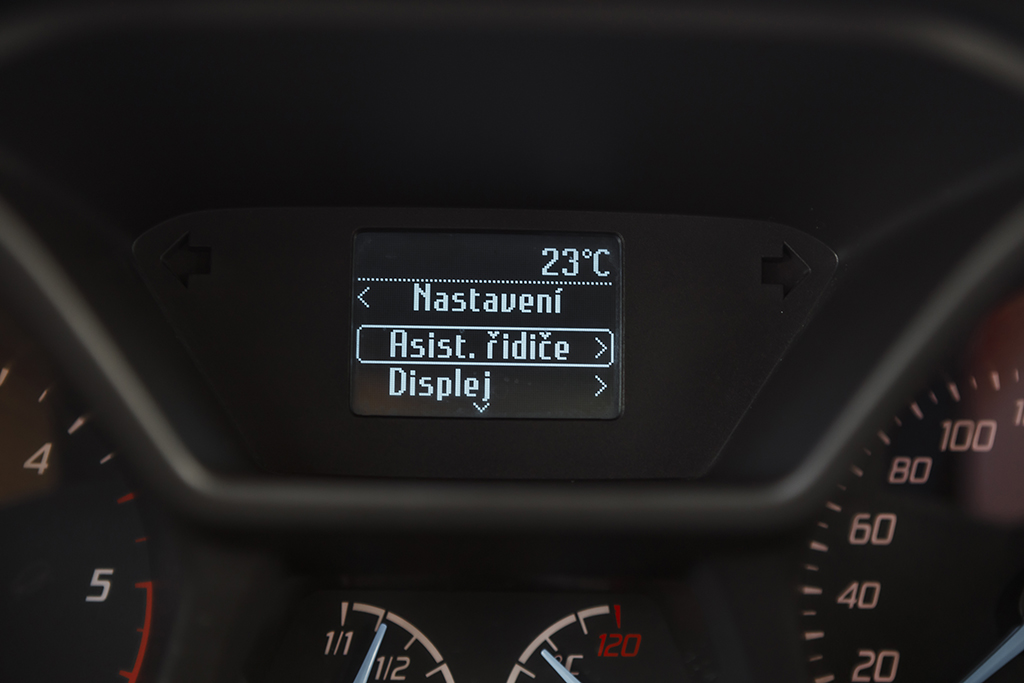 23°C
< Nastavení
Asist. řidiče >
Displej >
4
5
1/1
1/2
°C
120
100
80
60
40
20